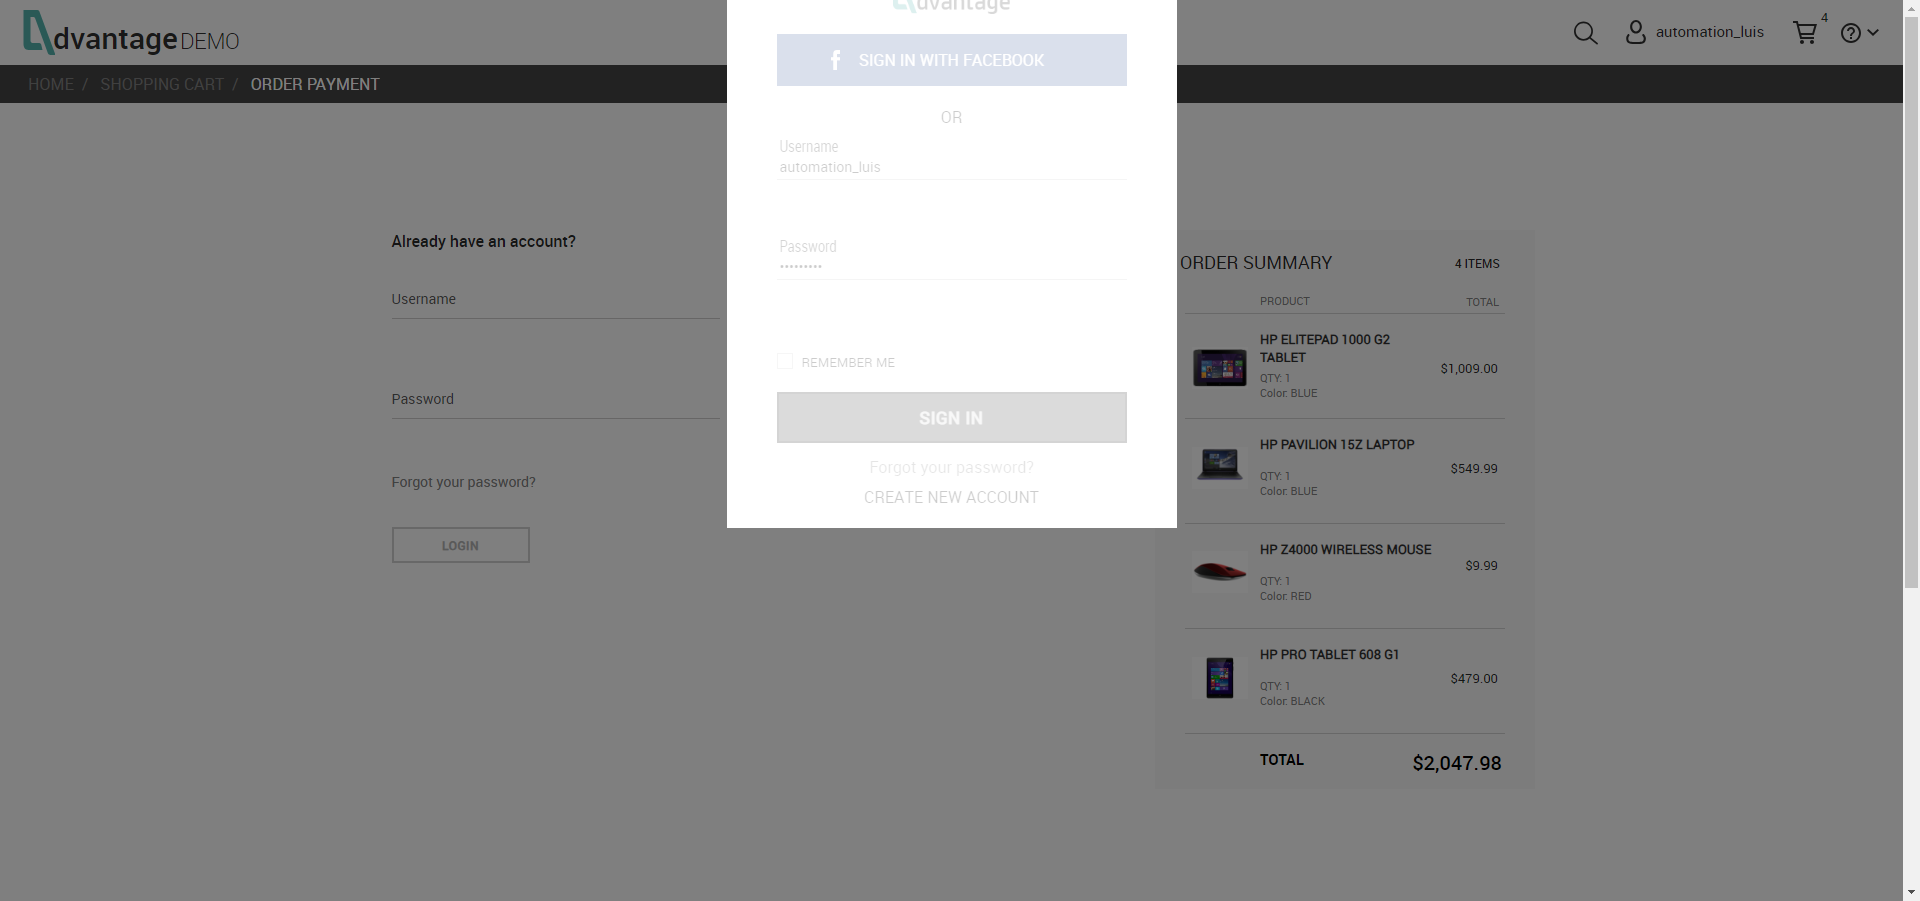 dvantage DEMO
automation_luis
4
HOME / SHOPPING CART / ORDER PAYMENT
dvantage
SIGN IN WITH FACEBOOK
OR
Username
automation_luis
Password
•••••••••
REMEMBER ME
SIGN IN
Forgot your password?
CREATE NEW ACCOUNT
Already have an account?
Username
Password
Forgot your password?
LOGIN
ORDER SUMMARY
4 ITEMS
PRODUCT
TOTAL
HP ELITEPAD 1000 G2
TABLET
QTY: 1
Color: BLUE
$1,009.00
HP PAVILION 15Z LAPTOP
QTY: 1
Color: BLUE
$549.99
HP Z4000 WIRELESS MOUSE
QTY: 1
Color: RED
$9.99
HP PRO TABLET 608 G1
QTY: 1
Color: BLACK
$479.00
TOTAL
$2,047.98